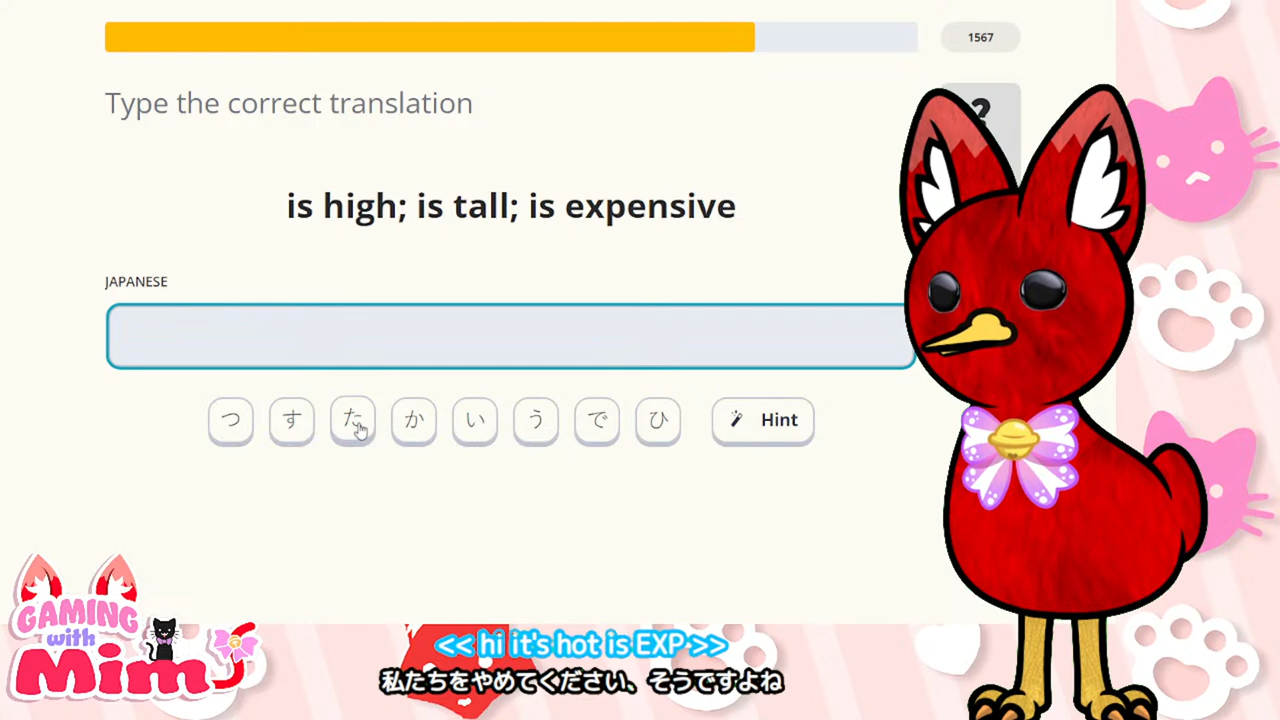 1567
Type the correct translation
?
is high; is tall; is expensive
JAPANESE
つ す た か い う で ひ Hint
GAMING
with
Mim
<< hi it's hot is EXP >>
私たちをやめてください、そうですよね